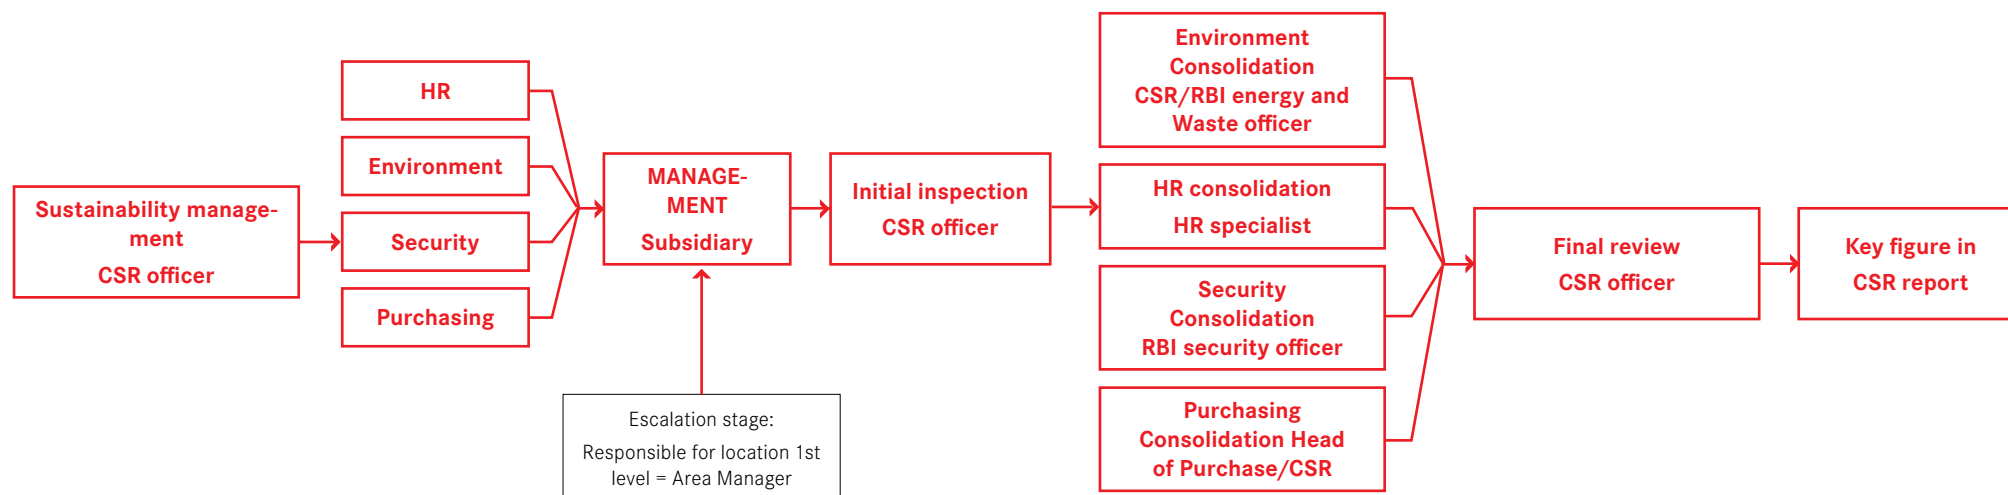 Sustainability manage-
ment
CSR officer
HR
Environment
Security
Purchasing
MANAGE-
MENT
Subsidiary
Escalation stage:
Responsible for location 1st
level = Area Manager
Initial inspection
CSR officer
Environment
Consolidation
CSR/RBI energy and
Waste officer
HR consolidation
HR specialist
Security
Consolidation
RBI security officer
Purchasing
Consolidation Head
of Purchase/CSR
Final review
CSR officer
Key figure in
CSR report